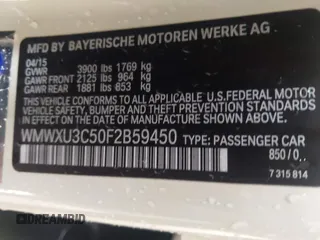 MFD BY BAYERISCHE MOTOREN WERKE AG
04/15
GVWR 3900 lbs 1769 kg
GAWR FRONT 2125 lbs 964 kg
GAWR REAR 1881 lbs 853 kg
THIS VEHICLE CONFORMS TO ALL APPLICABLE U.S. FEDERAL MOTOR
VEHICLE SAFETY, BUMPER AND THEFT PREVENTION STANDARDS
IN EFFECT ON THE DATE OF MANUFACTURE SHOWN ABOVE.
WMWXU3C50F2B59450 TYPE: PASSENGER CAR
850/0
7 315 814
DIAMONDBID